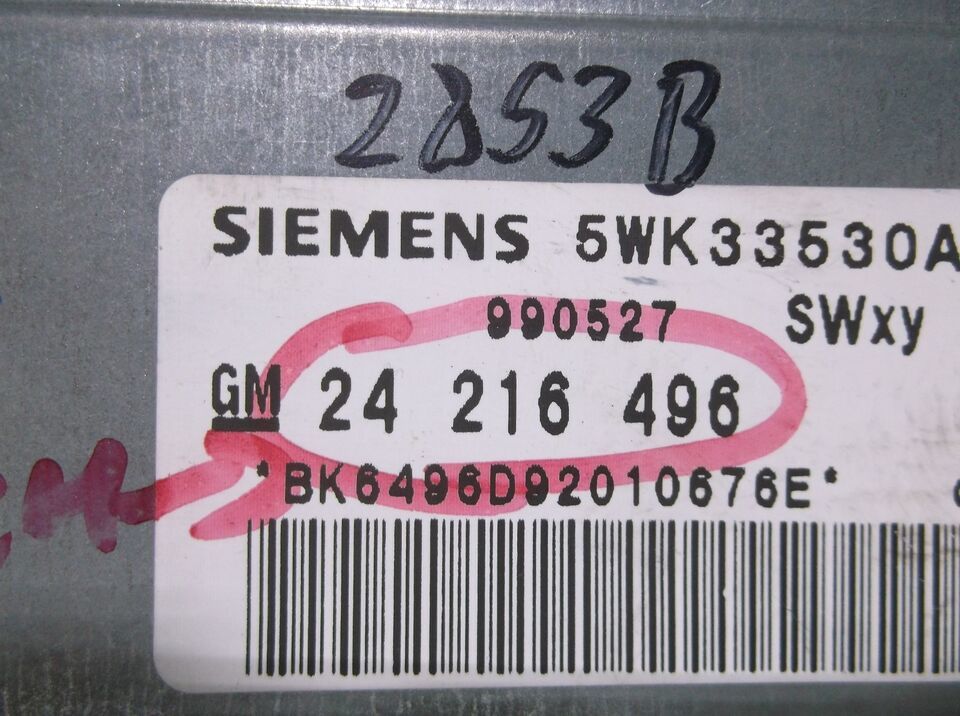 2853B
SIEMENS 5WK33530A
990527 SWxy
GM 24 216 496
*BK6496D92010676E*